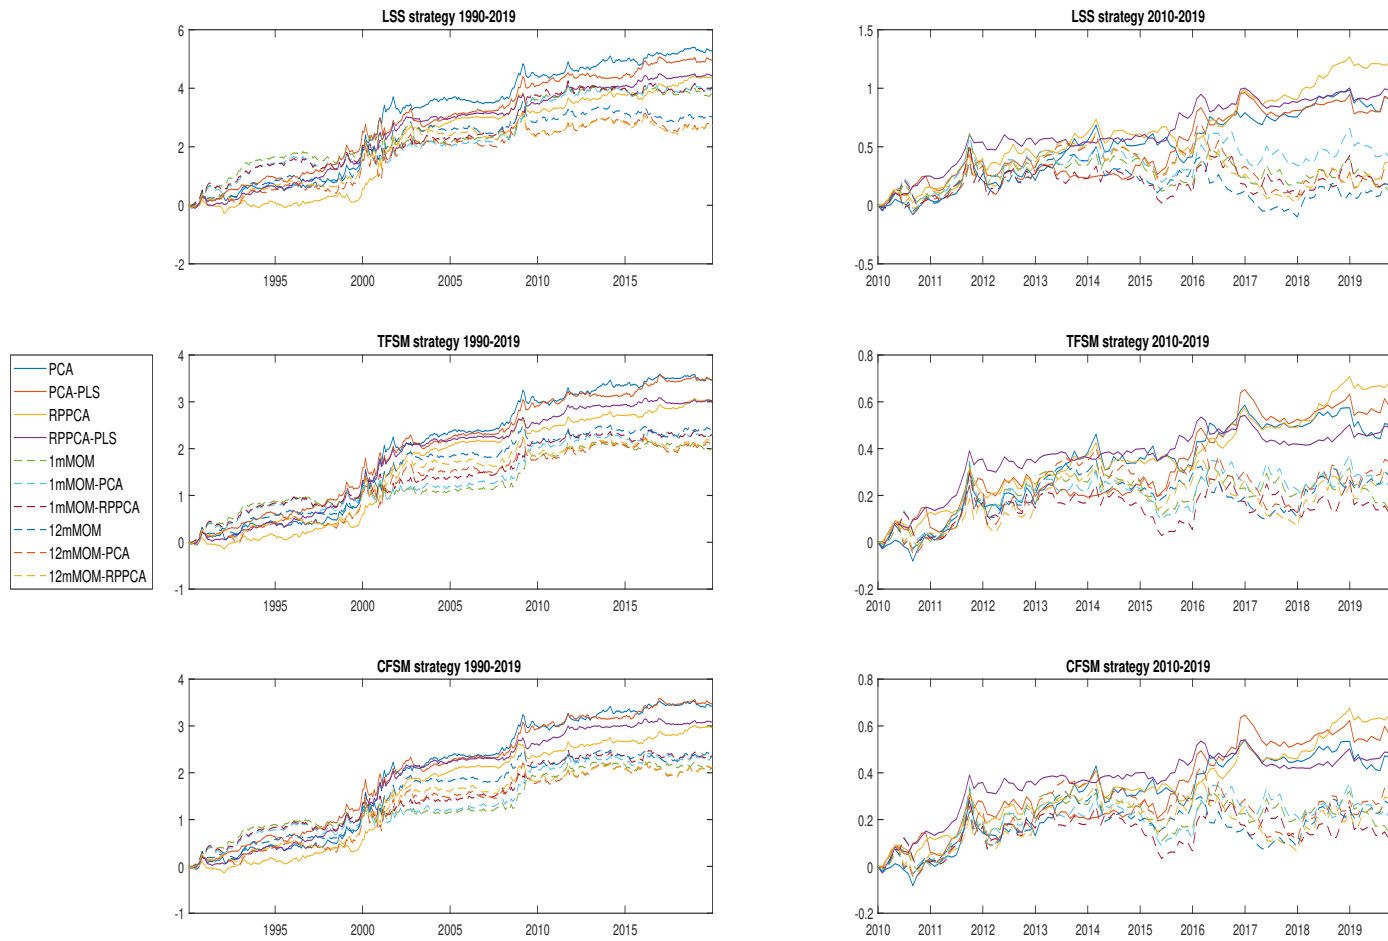 LSS strategy 1990-2019
6
4
2
0
-2
1995 2000 2005 2010 2015
LSS strategy 2010-2019
1.5
1
0.5
0
-0.5
2010 2011 2012 2013 2014 2015 2016 2017 2018 2019
PCA
PCA-PLS
RPPCA
RPPCA-PLS
1mMOM
1mMOM-PCA
1mMOM-RPPCA
12mMOM
12mMOM-PCA
12mMOM-RPPCA
TFSM strategy 1990-2019
4
3
2
1
0
-1
1995 2000 2005 2010 2015
TFSM strategy 2010-2019
0.8
0.6
0.4
0.2
0
-0.2
2010 2011 2012 2013 2014 2015 2016 2017 2018 2019
CFSM strategy 1990-2019
4
3
2
1
0
-1
1995 2000 2005 2010 2015
CFSM strategy 2010-2019
0.8
0.6
0.4
0.2
0
-0.2
2010 2011 2012 2013 2014 2015 2016 2017 2018 2019